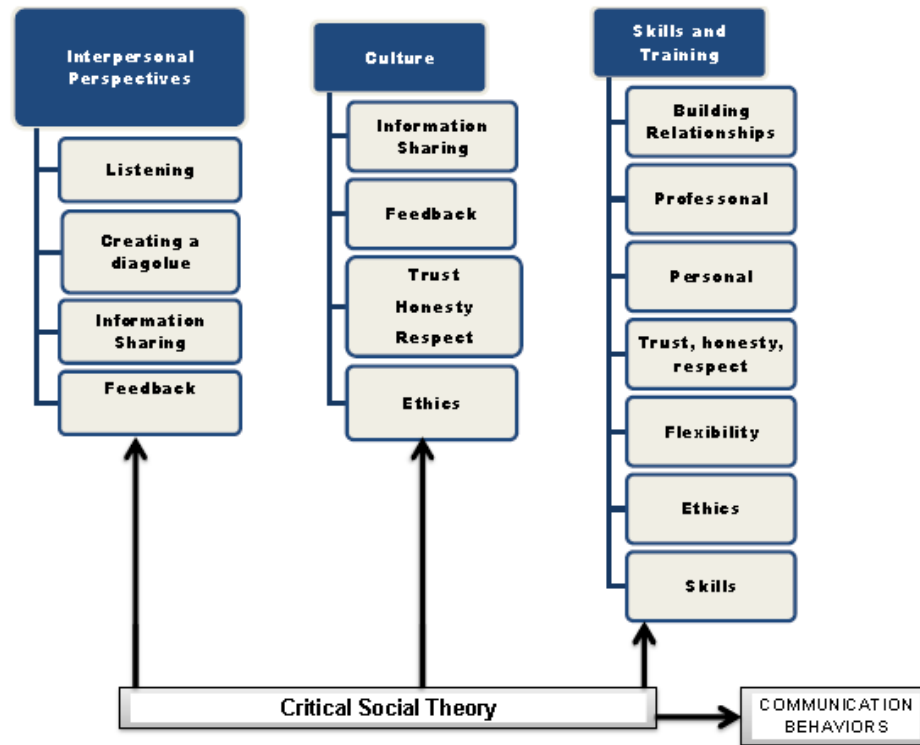 Interpersonal
Perspectives
Listening
Creating a
diagolue
Information
Sharing
Feedback
Culture
Information
Sharing
Feedback
Trust
Honesty
Respect
Ethics
Skills and
Training
Building
Relationships
Professonal
Personal
Trust, honesty,
respect
Flexibility
Ethics
Skills
Critical Social Theory
COMMUNICATION
BEHAVIORS